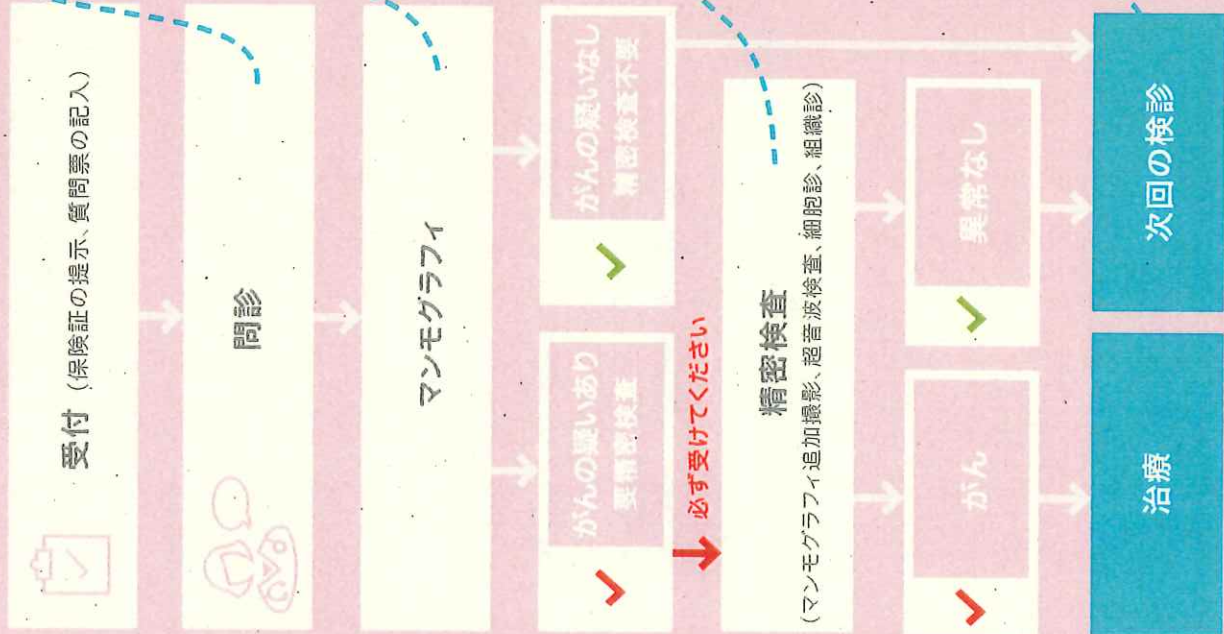 受付 (保険証の提示、質問票の記入)
問診
マンモグラフィ
がんの疑いあり
要精密検査
がんの疑いなし
精密検査不要
必ず受けてください
精密検査
(マンモグラフィ追加撮影、超音波検査、細胞診、組織診)
がん
異常なし
治療
次回の検診